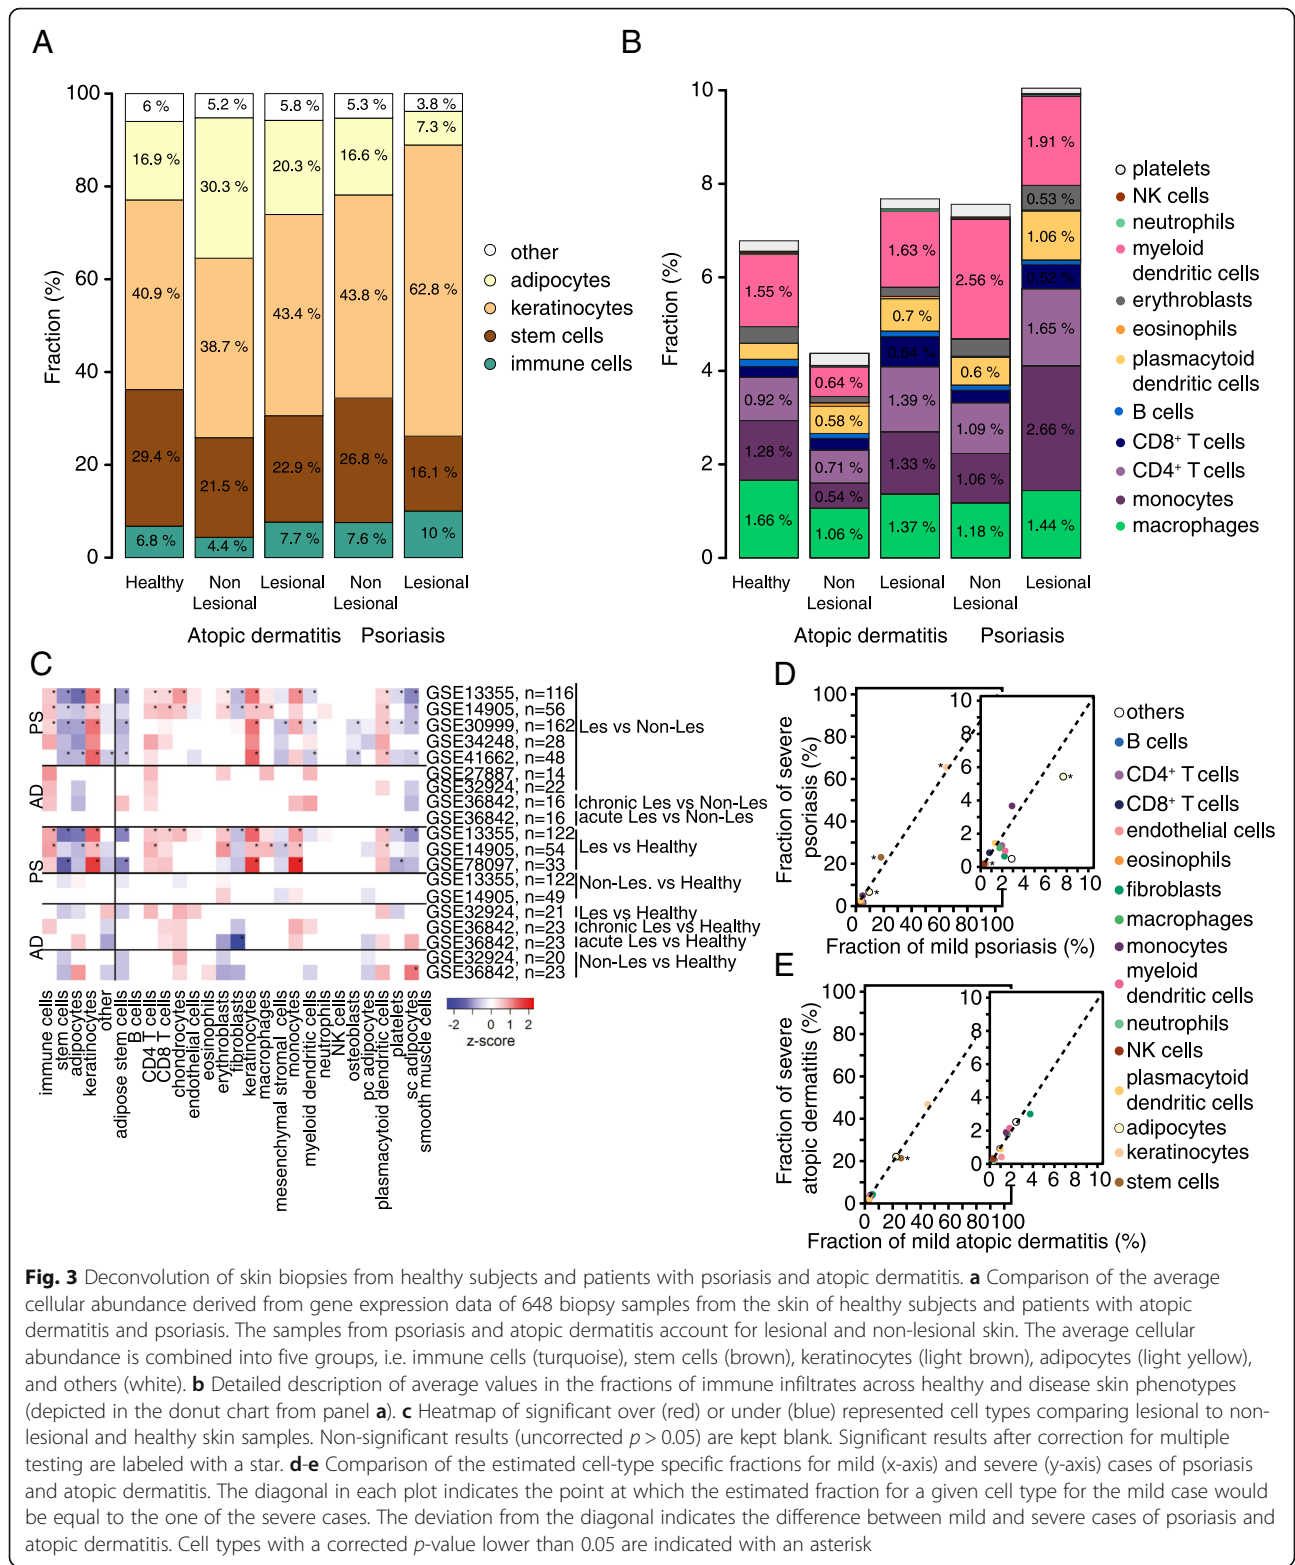 A
100
80
60
40
20
0
Fraction (%)
6 %
16.9 %
40.9 %
29.4 %
6.8 %
5.2 %
30.3 %
38.7 %
21.5 %
4.4 %
5.8 %
20.3 %
43.4 %
22.9 %
7.7 %
5.3 %
16.6 %
43.8 %
26.8 %
7.6 %
3.8 %
7.3 %
62.8 %
16.1 %
10 %
Healthy
Non
Lesional
Lesional
Non
Lesional
Lesional
Atopic dermatitis
Psoriasis
other
adipocytes
keratinocytes
stem cells
immune cells
B
10
8
6
4
2
0
Fraction (%)
1.55 %
0.92 %
1.28 %
1.66 %
0.64 %
0.58 %
0.71 %
0.54 %
1.06 %
1.63 %
0.7 %
0.64 %
1.39 %
1.33 %
1.37 %
2.56 %
0.6 %
1.09 %
1.06 %
1.18 %
1.91 %
0.53 %
1.06 %
0.52 %
1.65 %
2.66 %
1.44 %
Healthy
Non
Lesional
Lesional
Non
Lesional
Lesional
Atopic dermatitis
Psoriasis
platelets
NK cells
neutrophils
myeloid
dendritic cells
erythroblasts
eosinophils
plasmacytoid
dendritic cells
B cells
CD8+ T cells
CD4+ T cells
monocytes
macrophages
C
PS
AD
PS
AD
GSE13355, n=116
GSE14905, n=56
GSE30999, n=162
GSE34248, n=28
GSE41662, n=48
GSE27887, n=14
GSE32924, n=22
GSE36842, n=16
GSE36842, n=16
GSE13355, n=122
GSE14905, n=54
GSE78097, n=33
GSE13355, n=122
GSE14905, n=49
GSE32924, n=21
GSE36842, n=23
GSE36842, n=23
GSE32924, n=20
GSE36842, n=23
Les vs Non-Les
chronic Les vs Non-Les
acute Les vs Non-Les
Les vs Healthy
Non-Les. vs Healthy
Les vs Healthy
chronic Les vs Healthy
acute Les vs Healthy
Non-Les vs Healthy
immune cells
stem cells
adipocytes
keratinocytes
other
adipose stem cells
B cells
CD4 T cells
CD8 T cells
chondrocytes
endothelial cells
eosinophils
erythroblasts
fibroblasts
keratinocytes
macrophages
mesenchymal stromal cells
monocytes
myeloid dendritic cells
neutrophils
NK cells
osteoblasts
pc adipocytes
plasmacytoid dendritic cells
platelets
sc adipocytes
smooth muscle cells
-2 0 2
z-score
D
100
80
60
40
20
0
Fraction of severe
psoriasis (%)
10
8
6
4
2
0
0 2 4 6 8 10
0 20 40 60 80 100
Fraction of mild psoriasis (%)
E
100
80
60
40
20
0
Fraction of severe
atopic dermatitis (%)
10
8
6
4
2
0
0 2 4 6 8 10
0 20 40 60 80 100
Fraction of mild atopic dermatitis (%)
others
B cells
CD4+ T cells
CD8+ T cells
endothelial cells
eosinophils
fibroblasts
macrophages
monocytes
myeloid
dendritic cells
neutrophils
NK cells
plasmacytoid
dendritic cells
adipocytes
keratinocytes
stem cells
Fig. 3 Deconvolution of skin biopsies from healthy subjects and patients with psoriasis and atopic dermatitis. a Comparison of the average
cellular abundance derived from gene expression data of 648 biopsy samples from the skin of healthy subjects and patients with atopic
dermatitis and psoriasis. The samples from psoriasis and atopic dermatitis account for lesional and non-lesional skin. The average cellular
abundance is combined into five groups, i.e. immune cells (turquoise), stem cells (brown), keratinocytes (light brown), adipocytes (light yellow),
and others (white). b Detailed description of average values in the fractions of immune infiltrates across healthy and disease skin phenotypes
(depicted in the donut chart from panel a). c Heatmap of significant over (red) or under (blue) represented cell types comparing lesional to non-
lesional and healthy skin samples. Non-significant results (uncorrected p > 0.05) are kept blank. Significant results after correction for multiple
testing are labeled with a star. d-e Comparison of the estimated cell-type specific fractions for mild (x-axis) and severe (y-axis) cases of psoriasis
and atopic dermatitis. The diagonal in each plot indicates the point at which the estimated fraction for a given cell type for the mild case would
be equal to the one of the severe cases. The deviation from the diagonal indicates the difference between mild and severe cases of psoriasis and
atopic dermatitis. Cell types with a corrected p-value lower than 0.05 are indicated with an asterisk